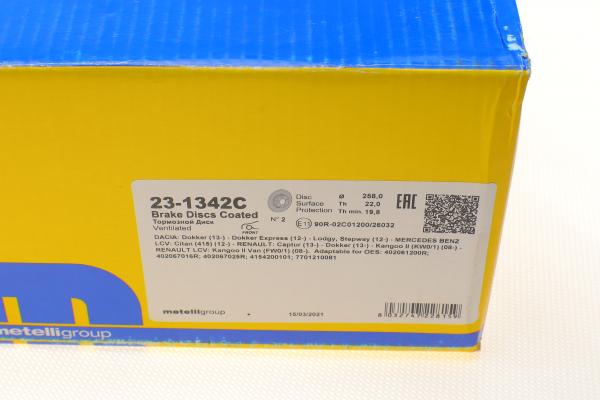 23-1342C
Brake Discs Coated
Тормозной Диск
Ventilated
FRONT
N° 2
Disc Ø 258,0
Surface Th 22,0
Protection Th min. 19,8
EAC
E11 90R-02C01200/26032
DACIA: Dokker (13-) - Dokker Express (12-) - Lodgy, Stepway (12-) - MERCEDES BENZ
LCV: Citan (415) (12-) - RENAULT: Captur (13-) - Dokker (13-) - Kangoo II (KW0/1) (08-) -
RENAULT LCV: Kangoo II Van (FW0/1) (08-). Adaptable for OES: 402061200R;
402067016R; 402067025R; 4154200101; 7701210081
metelligroup 15/03/2021
metelligroup